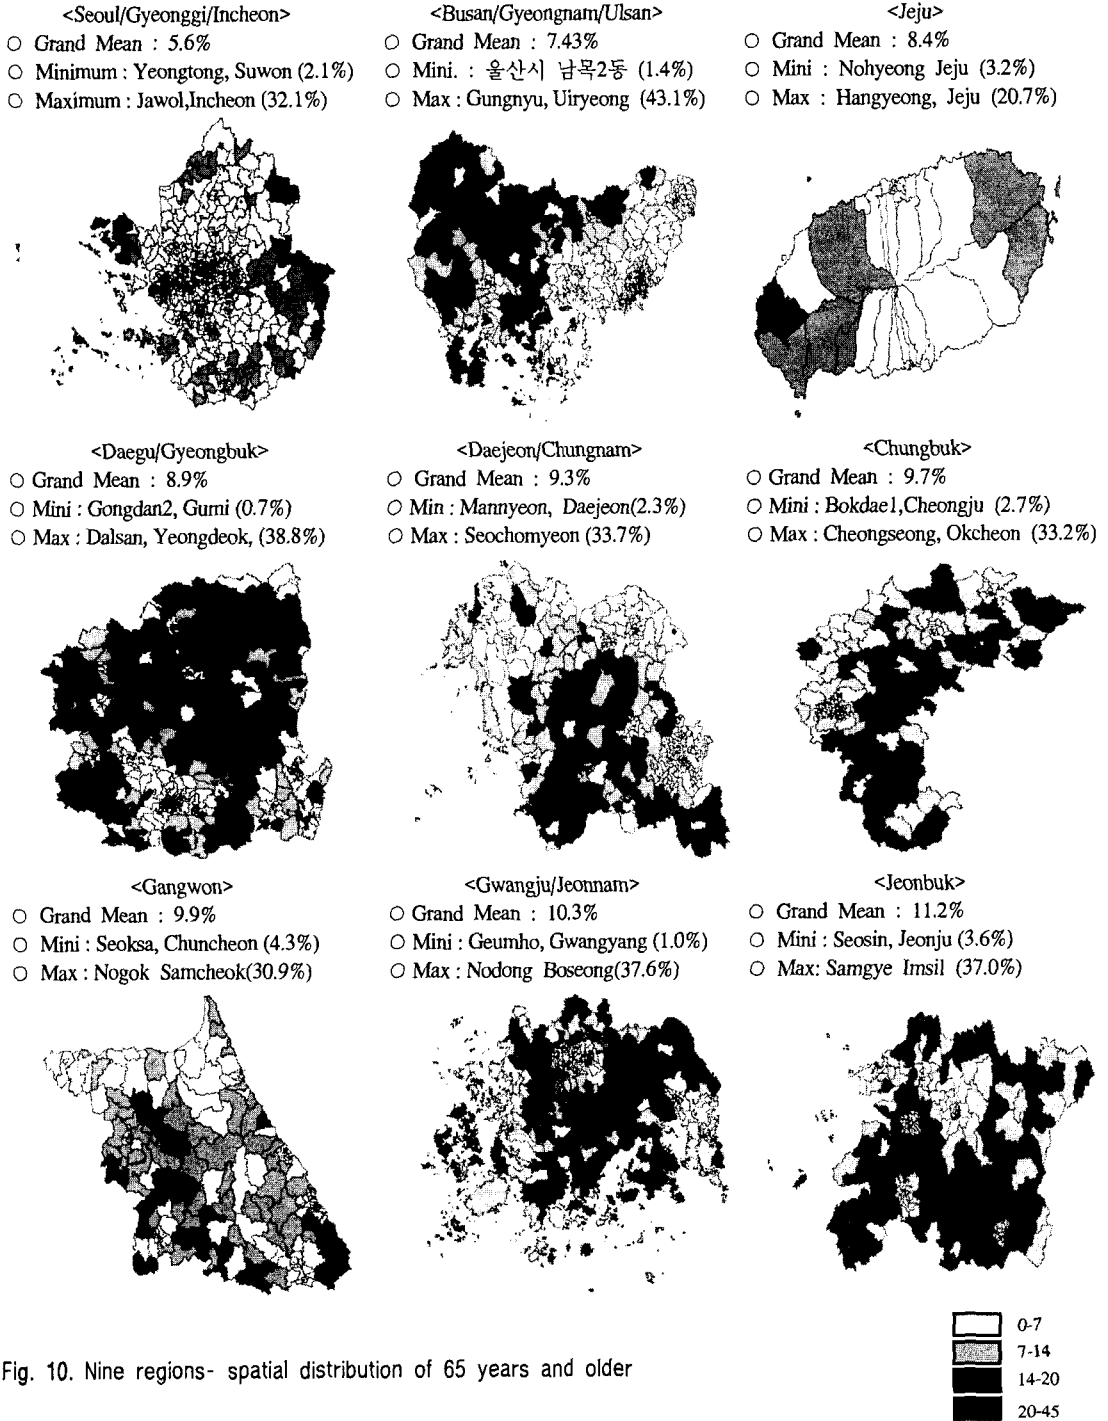 <Seoul/Gyeonggi/Incheon>
○ Grand Mean : 5.6%
○ Minimum : Yeongtong, Suwon (2.1%)
○ Maximum : Jawol,Incheon (32.1%)
<Busan/Gyeongnam/Ulsan>
○ Grand Mean : 7.43%
○ Mini. : 울산시 남목2동 (1.4%)
○ Max : Gungnyu, Uiryeong (43.1%)
<Jeju>
○ Grand Mean : 8.4%
○ Mini : Nohyeong Jeju (3.2%)
○ Max : Hangyeong, Jeju (20.7%)
<Daegu/Gyeongbuk>
○ Grand Mean : 8.9%
○ Mini : Gongdan2, Gumi (0.7%)
○ Max : Dalsan, Yeongdeok, (38.8%)
<Daejeon/Chungnam>
○ Grand Mean : 9.3%
○ Min : Mannyeon, Daejeon(2.3%)
○ Max : Seochomyeon (33.7%)
<Chungbuk>
○ Grand Mean : 9.7%
○ Mini : Bokdae1,Cheongju (2.7%)
○ Max : Cheongseong, Okcheon (33.2%)
<Gangwon>
○ Grand Mean : 9.9%
○ Mini : Seoksa, Chuncheon (4.3%)
○ Max : Nogok Samcheok(30.9%)
<Gwangju/Jeonnam>
○ Grand Mean : 10.3%
○ Mini : Geumho, Gwangyang (1.0%)
○ Max : Nodong Boseong(37.6%)
<Jeonbuk>
○ Grand Mean : 11.2%
○ Mini : Seosin, Jeonju (3.6%)
○ Max: Samgye Imsil (37.0%)
0-7
7-14
14-20
20-45
Fig. 10. Nine regions- spatial distribution of 65 years and older